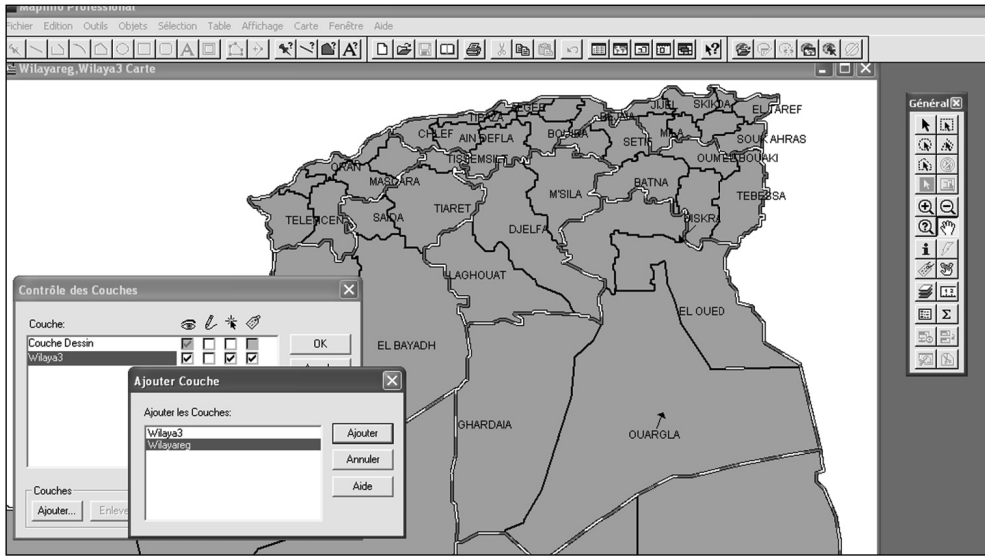 MapInfo Professional
Fichier Edition Outils Objets Sélection Table Affichage Carte Fenêtre Aide
Wilayareg,Wilaya3 Carte
Général
JIJEL SKIKDA EL TAREF
TIPAZA
CHLEF AIN DEFLA BOUIRA SETIF MILA SOUK AHRAS
ORAN TISSEMSILT OUM EL BOUAKI
MASCARA M'SILA BATNA TEBESSA
TELEMCEN SAIDA TIARET DJELFA BISKRA
LAGHOUAT
EL OUED
EL BAYADH
GHARDAIA
OUARGLA
Contrôle des Couches
Couche:
OK
Couche Dessin
Wilaya3
Couches
Ajouter...
Ajouter Couche
Ajouter les Couches:
Wilaya3
Wilayareg
Ajouter
Annuler
Aide